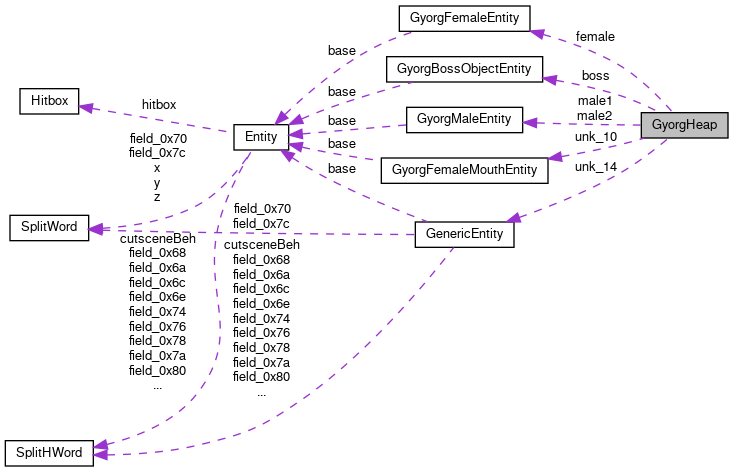 GyorgFemaleEntity
female
base
GyorgBossObjectEntity
boss
base
Hitbox
hitbox
male1
male2
GyorgMaleEntity
GyorgHeap
base
Entity
field_0x70
field_0x7c
x
y
z
unk_10
base
GyorgFemaleMouthEntity
unk_14
base
field_0x70
field_0x7c
SplitWord
GenericEntity
cutsceneBeh
field_0x68
field_0x6a
field_0x6c
field_0x6e
field_0x74
field_0x76
field_0x78
field_0x7a
field_0x80
...
cutsceneBeh
field_0x68
field_0x6a
field_0x6c
field_0x6e
field_0x74
field_0x76
field_0x78
field_0x7a
field_0x80
...
SplitHWord